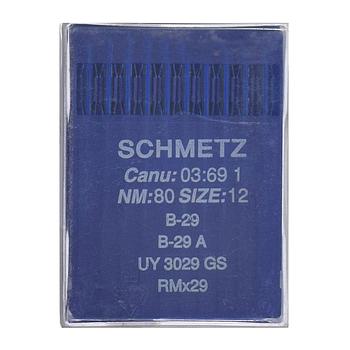 SCHMETZ
Canu: 03:69 1
NM:80 SIZE:12
B-29
B-29 A
UY 3029 GS
RMx29